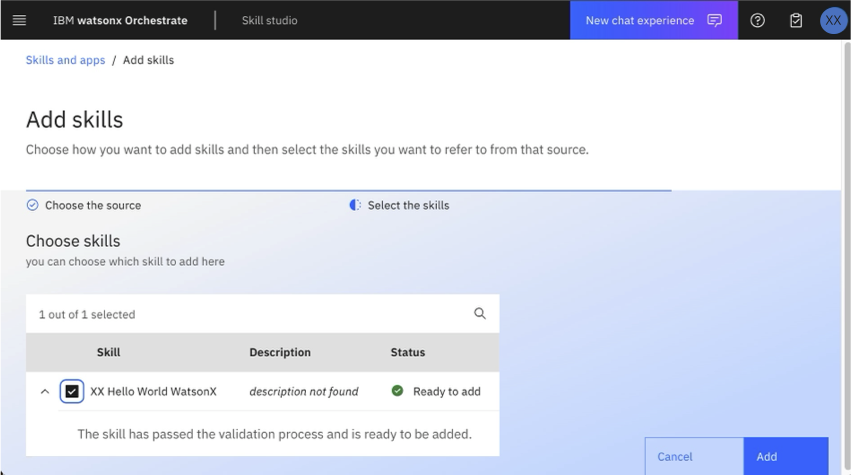 IBM watsonx Orchestrate Skill studio New chat experience XX
Skills and apps / Add skills
Add skills
Choose how you want to add skills and then select the skills you want to refer to from that source.
Choose the source Select the skills
Choose skills
you can choose which skill to add here
1 out of 1 selected
Skill Description Status
XX Hello World WatsonX description not found Ready to add
The skill has passed the validation process and is ready to be added.
Cancel Add